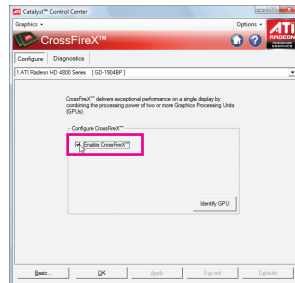 Catalyst™ Control Center
Graphics
Options
CrossFireX™
ATI
RADEON
GRAPHICS
Configure
Diagnostics
1.ATI Radeon HD 4800 Series [ GD-1904BP ]
CrossFireX™ delivers exceptional performance on a single display by
combining the processing power of two or more Graphics Processing Units
(GPUs).
Configure CrossFireX™
Enable CrossFireX™
Identify GPU
Basic...
OK
Apply
Discard
Defaults